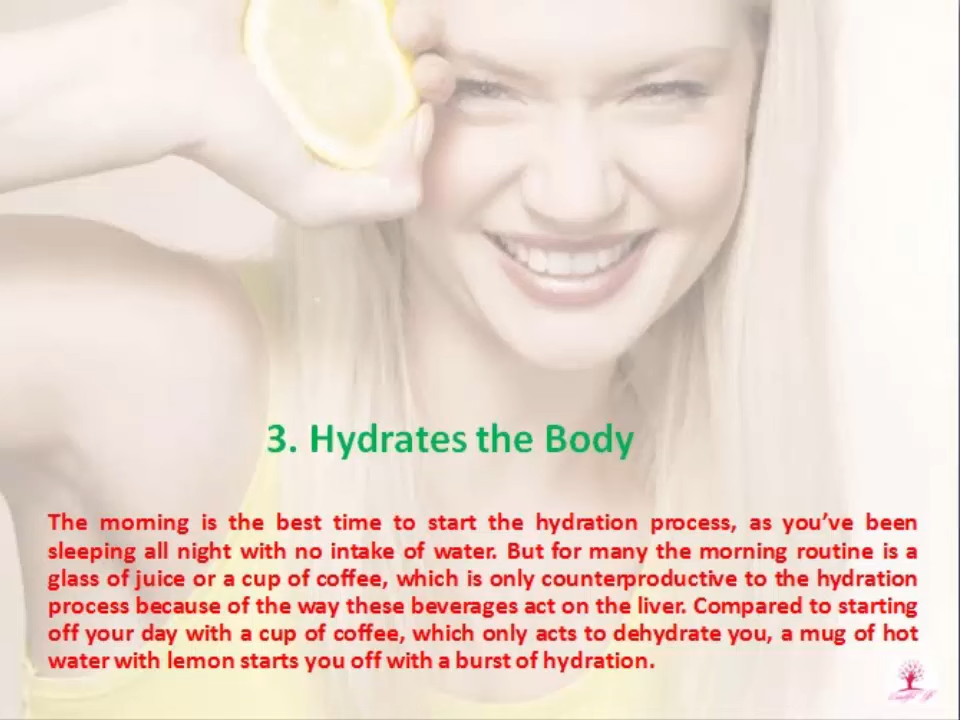 3. Hydrates the Body
The morning is the best time to start the hydration process, as you’ve been
sleeping all night with no intake of water. But for many the morning routine is a
glass of juice or a cup of coffee, which is only counterproductive to the hydration
process because of the way these beverages act on the liver. Compared to starting
off your day with a cup of coffee, which only acts to dehydrate you, a mug of hot
water with lemon starts you off with a burst of hydration.